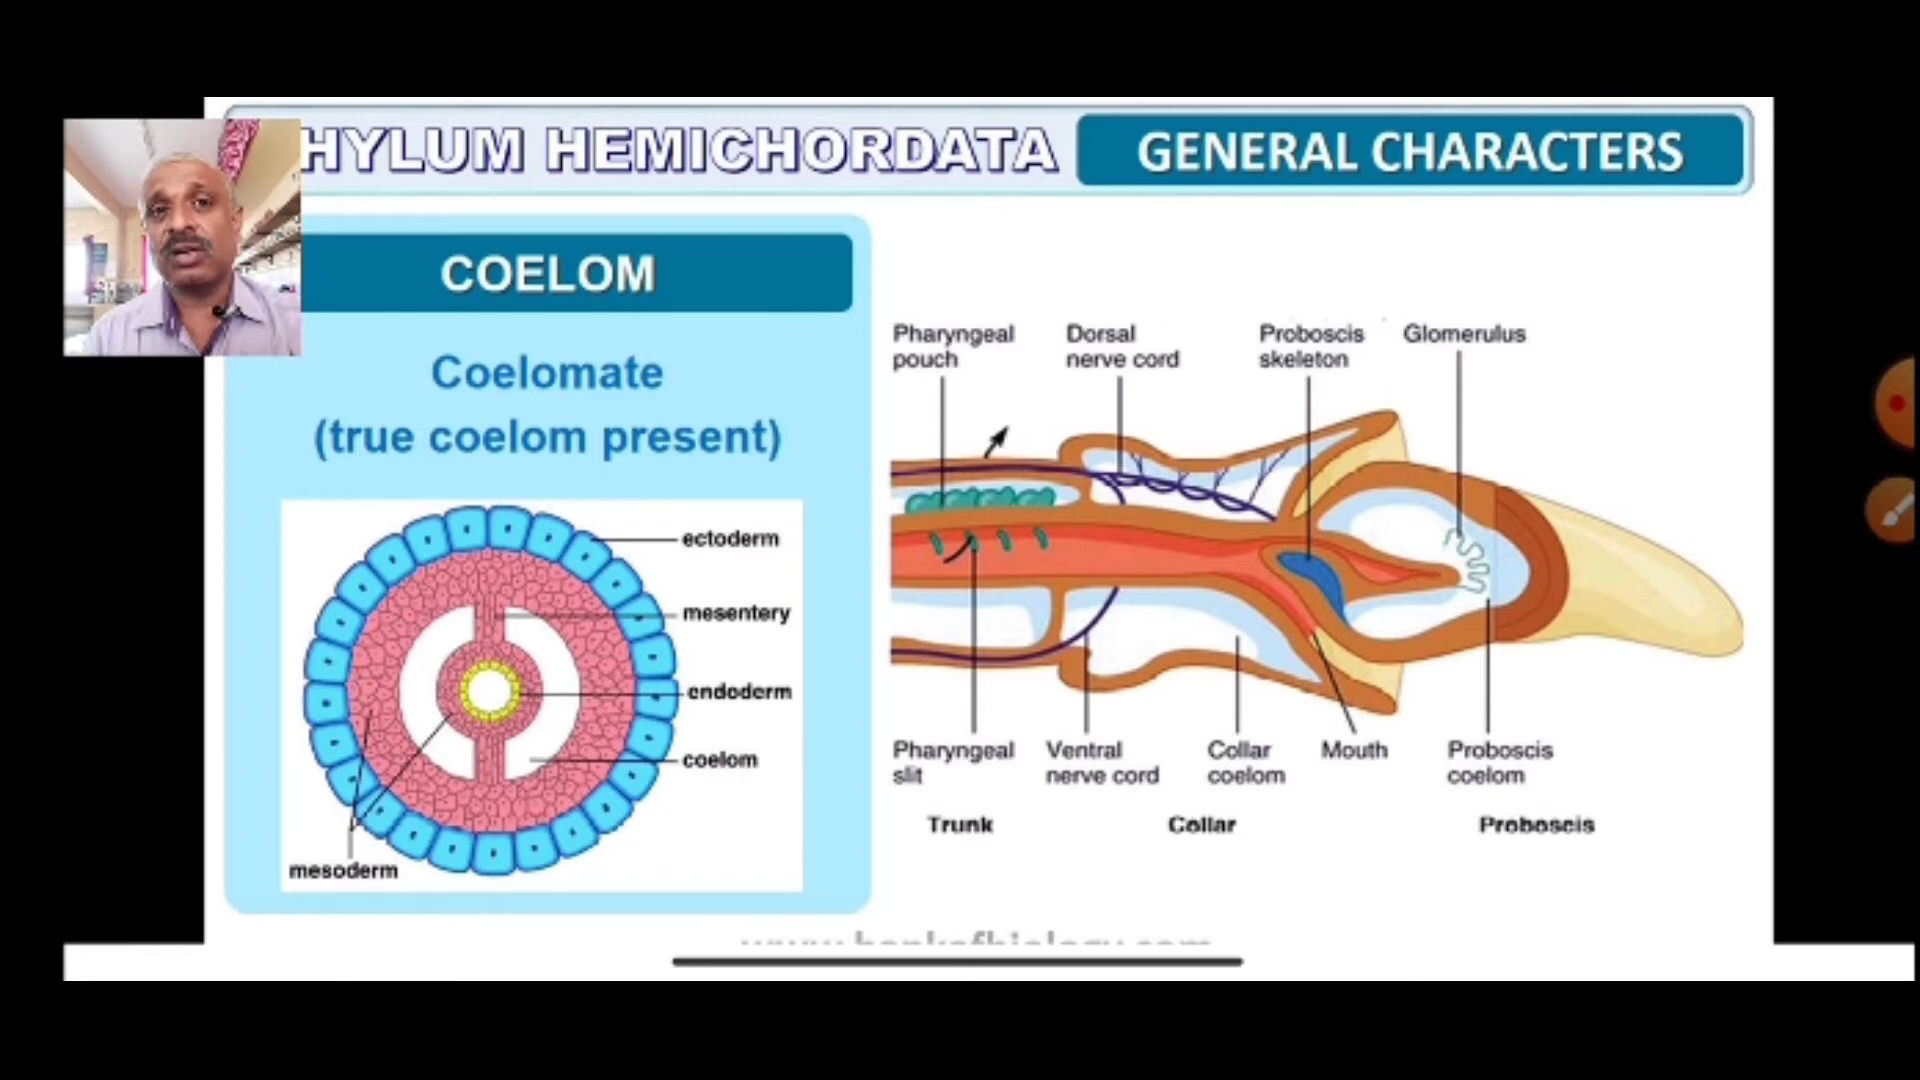 HYLUM HEMICHORDATA
GENERAL CHARACTERS
COELOM
Coelomate
(true coelom present)
ectoderm
mesentery
endoderm
coelom
mesoderm
Pharyngeal
pouch
Dorsal
nerve cord
Proboscis
skeleton
Glomerulus
Pharyngeal
slit
Ventral
nerve cord
Collar
coelom
Mouth
Proboscis
coelom
Trunk
Collar
Proboscis